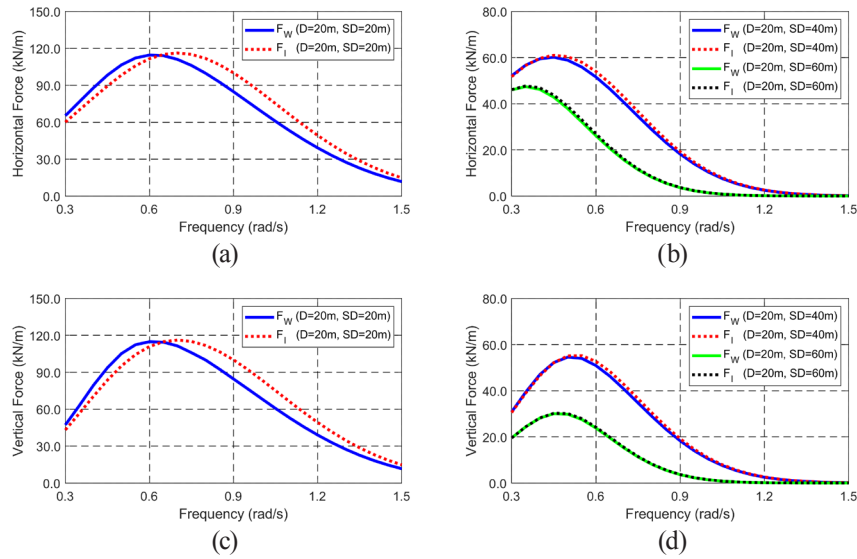 150.0
120.0
90.0
60.0
30.0
0.0
0.3 0.6 0.9 1.2 1.5
Horizontal Force (kN/m)
Frequency (rad/s)
F_W (D=20m, SD=20m)
F_I (D=20m, SD=20m)
(a)
80.0
60.0
40.0
20.0
0.0
0.3 0.6 0.9 1.2 1.5
Horizontal Force (kN/m)
Frequency (rad/s)
F_W (D=20m, SD=40m)
F_I (D=20m, SD=40m)
F_W (D=20m, SD=60m)
F_I (D=20m, SD=60m)
(b)
150.0
120.0
90.0
60.0
30.0
0.0
0.3 0.6 0.9 1.2 1.5
Vertical Force (kN/m)
Frequency (rad/s)
F_W (D=20m, SD=20m)
F_I (D=20m, SD=20m)
(c)
80.0
60.0
40.0
20.0
0.0
0.3 0.6 0.9 1.2 1.5
Vertical Force (kN/m)
Frequency (rad/s)
F_W (D=20m, SD=40m)
F_I (D=20m, SD=40m)
F_W (D=20m, SD=60m)
F_I (D=20m, SD=60m)
(d)